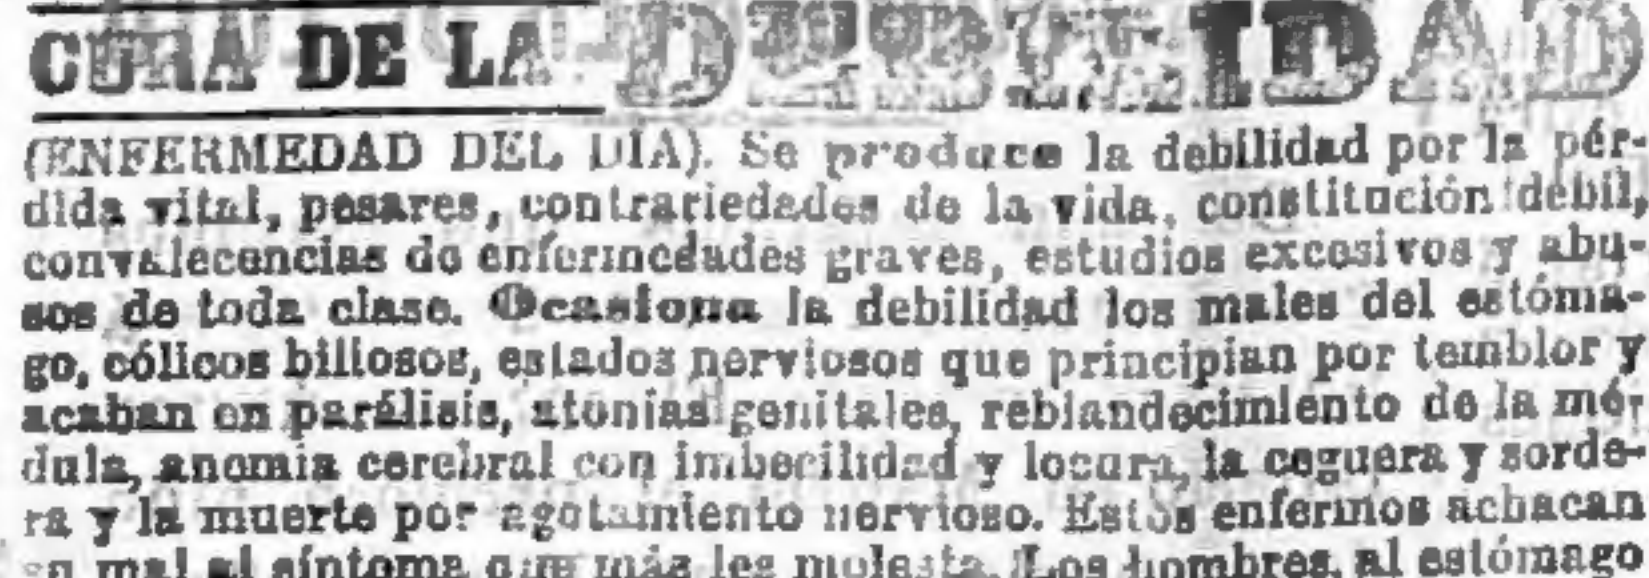 CURA DE LA DEBILIDAD
(ENFERMEDAD DEL DIA). Se produce la debilidad por la pér-
dida vital, pesares, contrariedades de la vida, constitución débil,
convalecencias de enfermedades graves, estudios excesivos y abu-
sos de toda clase. Ocasiona la debilidad los males del estóma-
go, cólicos biliosos, estados nerviosos que principian por temblor y
acaban en parálisis, atonías genitales, reblandecimiento de la mé-
dula, anemia cerebral con imbecilidad y locura, la ceguera y sorde-
ra y la muerte por agotamiento nervioso. Estos enfermos achacan
su mal al síntoma que más les molesta. Los hombres, al estómago